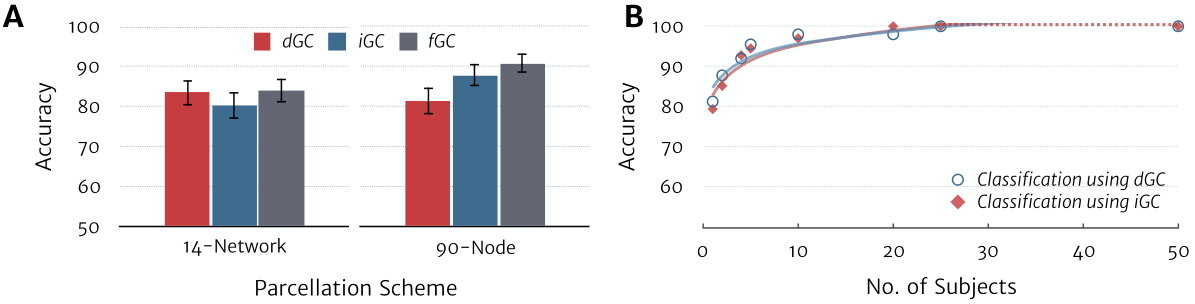 A
Accuracy
100
90
80
70
60
50
dGC iGC fGC
14-Network 90-Node
Parcellation Scheme
B
Accuracy
100
90
80
70
60
Classification using dGC
Classification using iGC
0 10 20 30 40 50
No. of Subjects